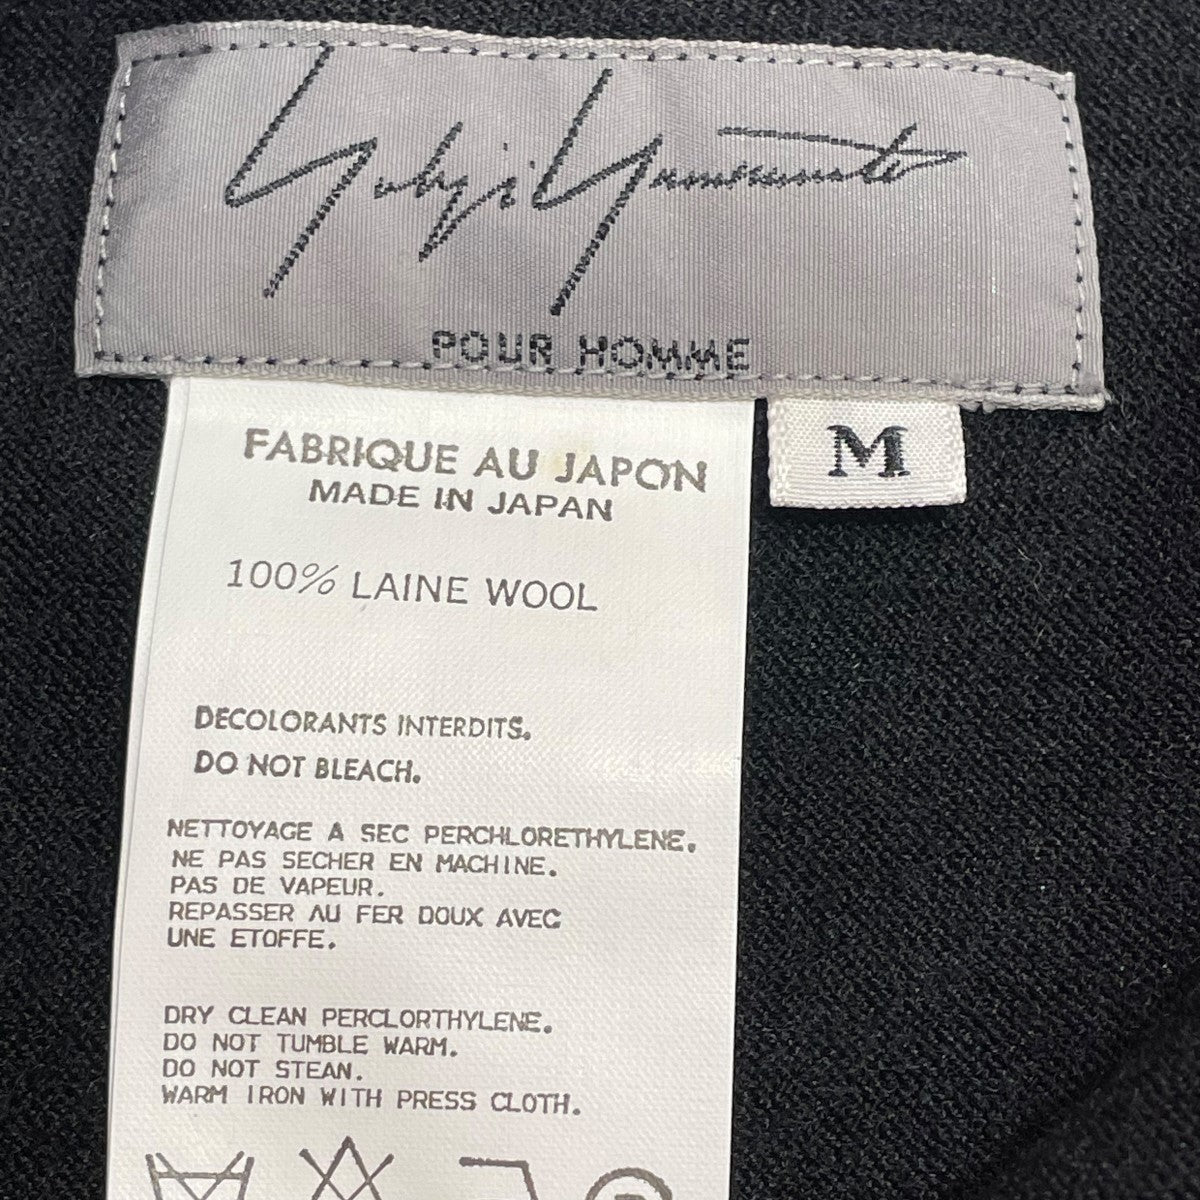 Yohji Yamamoto
POUR HOMME
M
FABRIQUE AU JAPON
MADE IN JAPAN
100% LAINE WOOL
DECOLORANTS INTERDITS.
DO NOT BLEACH.
NETTOYAGE A SEC PERCHLORETHYLENE.
NE PAS SECHER EN MACHINE.
PAS DE VAPEUR.
REPASSER AU FER DOUX AVEC
UNE ETOFFE.
DRY CLEAN PERCLORTHYLENE.
DO NOT TUMBLE WARM.
DO NOT STEAN.
WARM IRON WITH PRESS CLOTH.